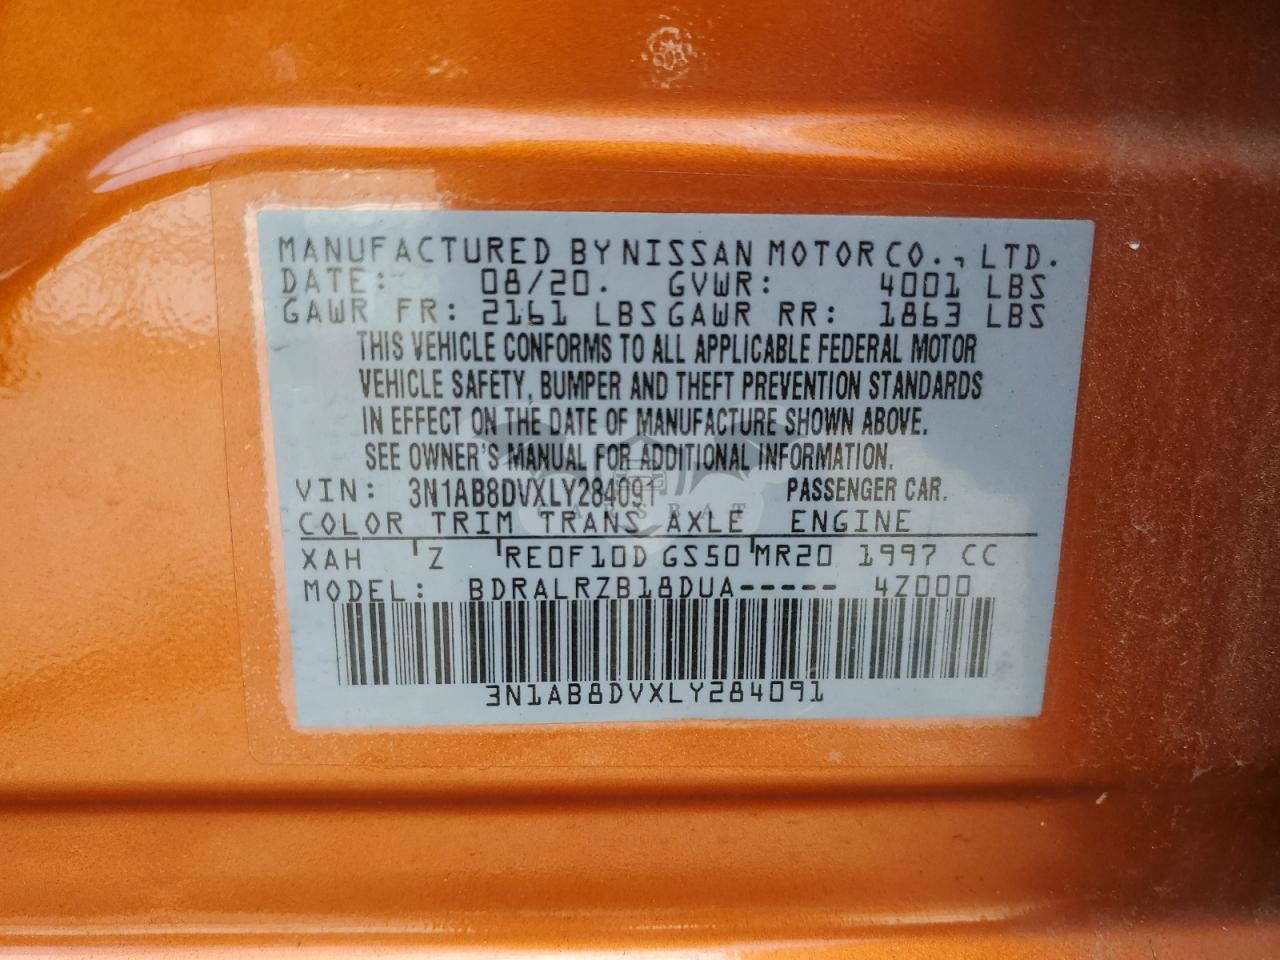 MANUFACTURED BY NISSAN MOTOR CO., LTD.
DATE: 08/20. GVWR: 4001 LBS
GAWR FR: 2161 LBS GAWR RR: 1863 LBS
THIS VEHICLE CONFORMS TO ALL APPLICABLE FEDERAL MOTOR
VEHICLE SAFETY, BUMPER AND THEFT PREVENTION STANDARDS
IN EFFECT ON THE DATE OF MANUFACTURE SHOWN ABOVE.
SEE OWNER'S MANUAL FOR ADDITIONAL INFORMATION.
VIN: 3N1AB8DVXLY284091 PASSENGER CAR.
CARSBAT
COLOR TRIM TRANS AXLE ENGINE
XAH Z RE0F10D GS50 MR20 1997 CC
MODEL: BDRALRZB18DUA----- 4Z000
3N1AB8DVXLY284091